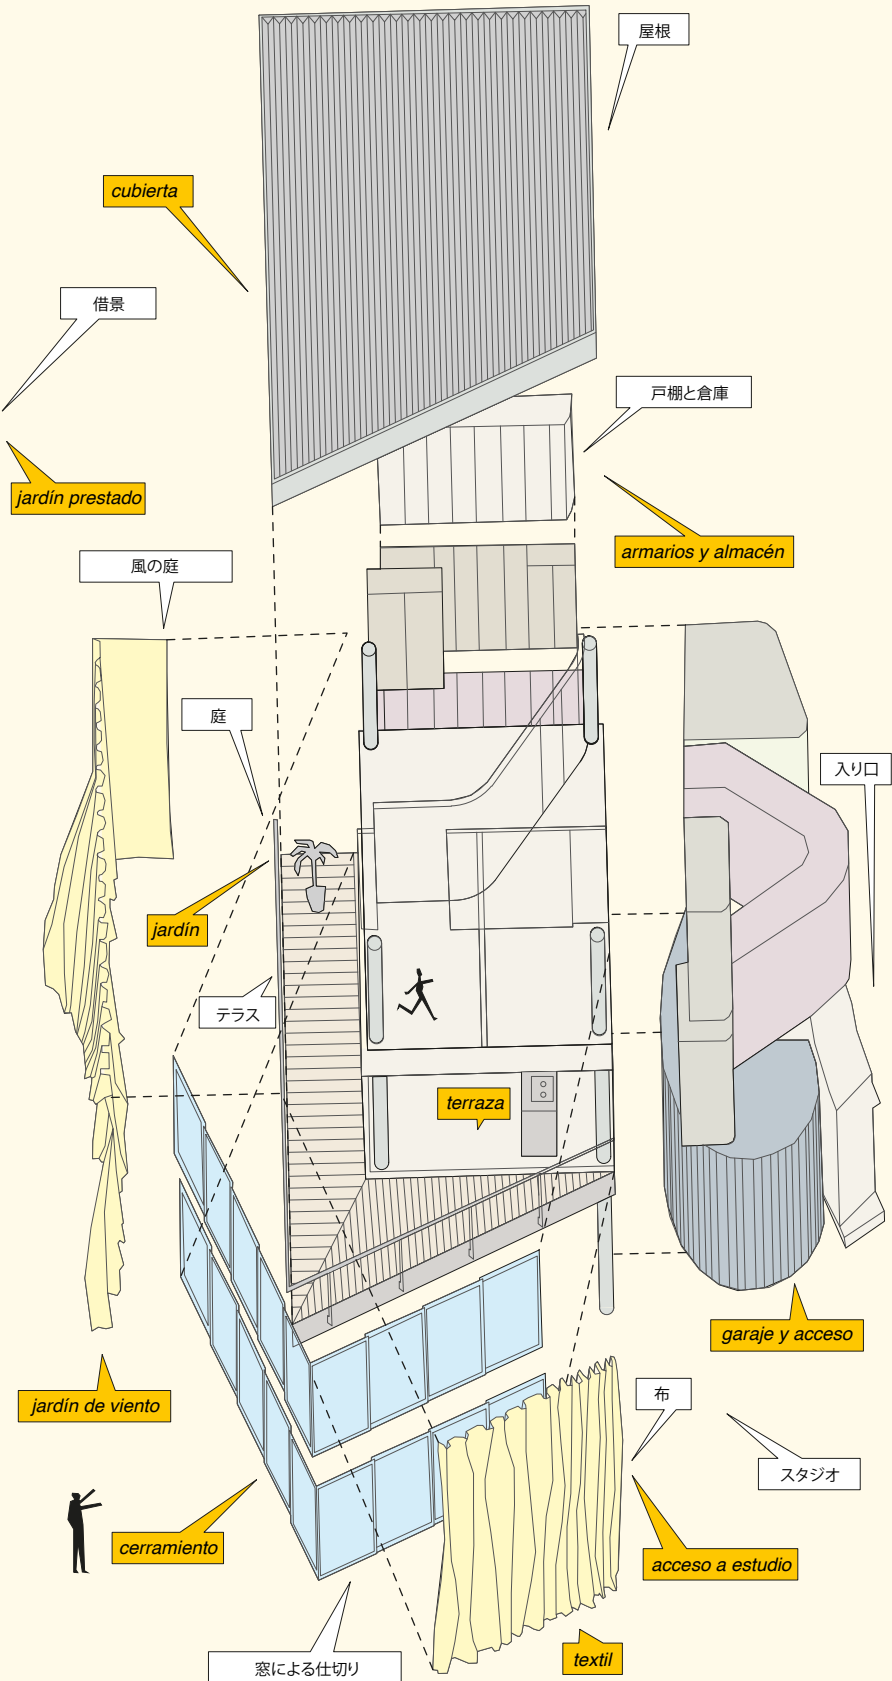 屋根
cubierta
借景
戸棚と倉庫
jardín prestado
armarios y almacén
風の庭
庭
入り口
jardín
テラス
terraza
garaje y acceso
jardín de viento
布
スタジオ
cerramiento
acceso a estudio
textil
窓による仕切り